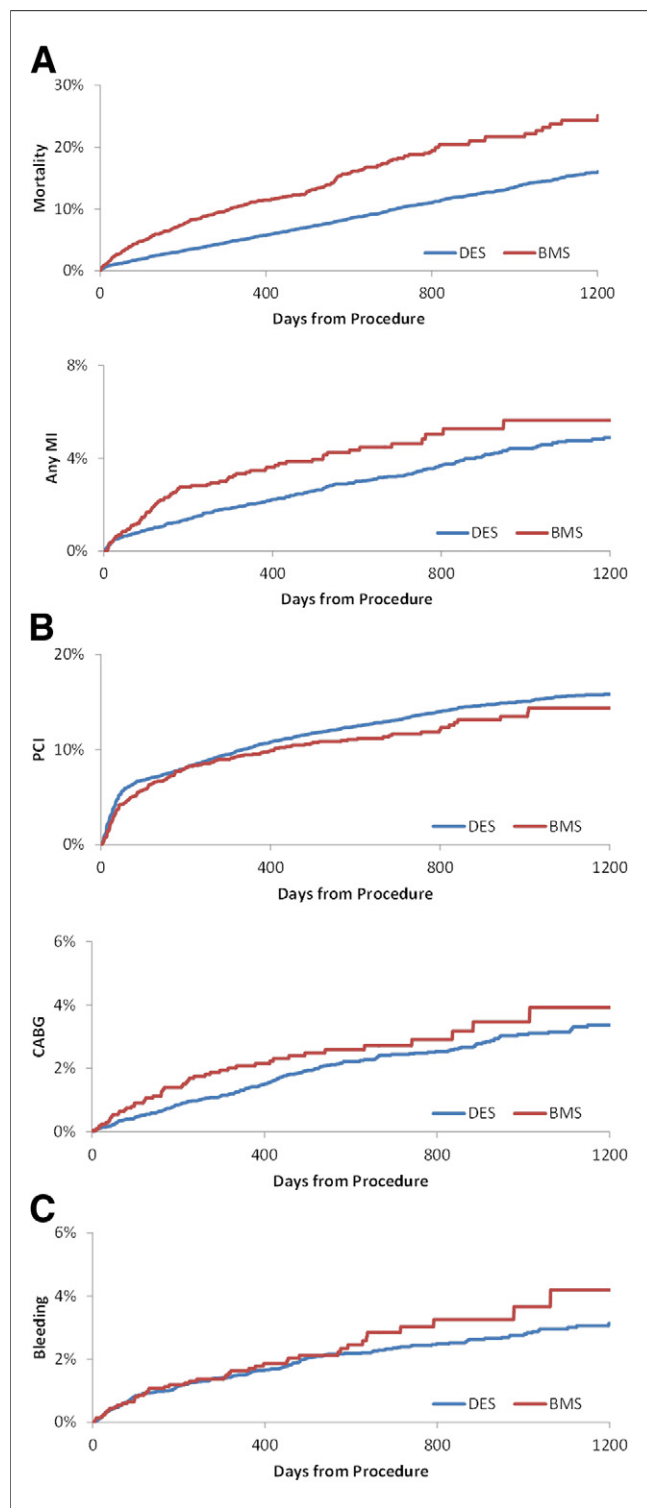 A
30%
20%
10%
0%
Mortality
DES BMS
0 400 800 1200
Days from Procedure
8%
4%
0%
Any MI
DES BMS
0 400 800 1200
Days from Procedure
B
20%
10%
0%
PCI
DES BMS
0 400 800 1200
Days from Procedure
6%
4%
2%
0%
CABG
DES BMS
0 400 800 1200
Days from Procedure
C
6%
4%
2%
0%
Bleeding
DES BMS
0 400 800 1200
Days from Procedure